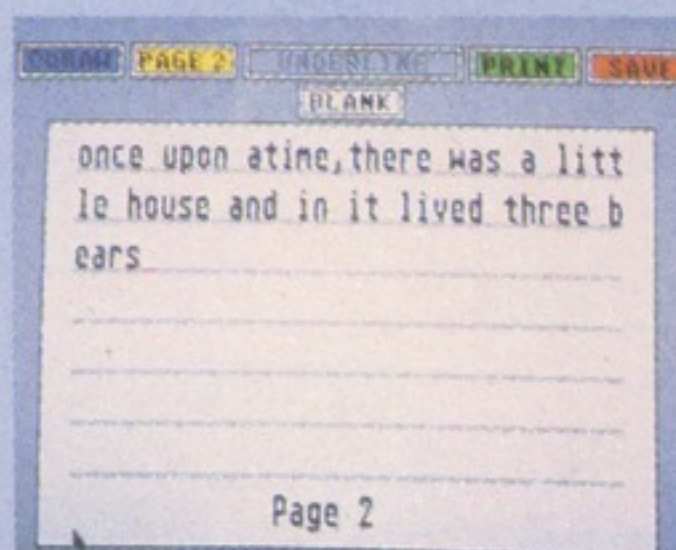 PAGE 2 UNDERLINE PRINT SAVE
BLANK
once upon atime,there was a litt
le house and in it lived three b
ears
Page 2